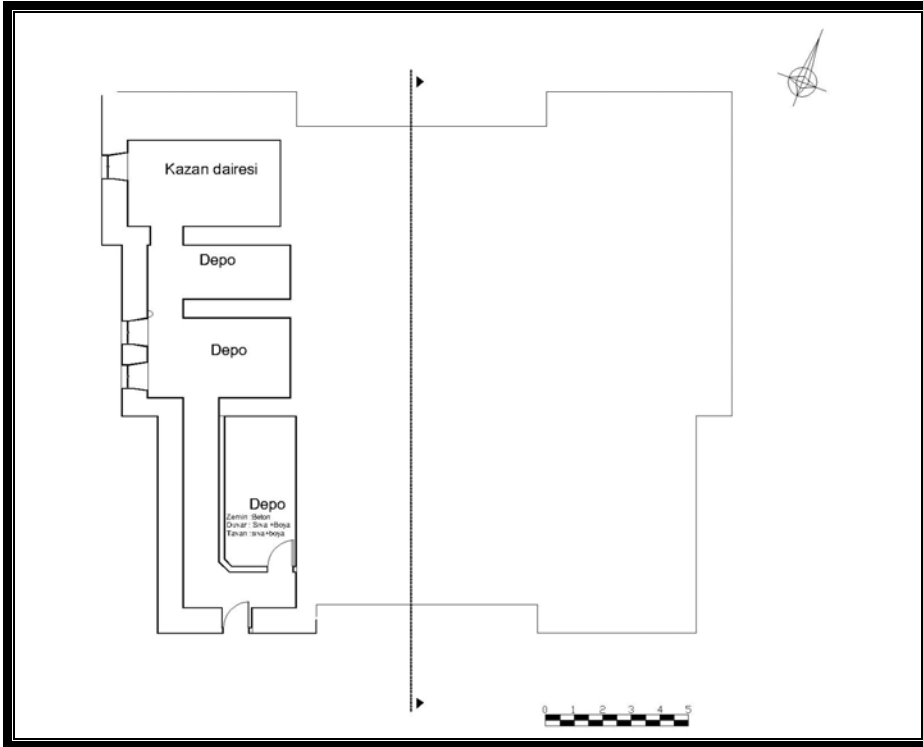 Kazan dairesi
Depo
Depo
Depo
Zemin :Beton
Duvar : Sıva +Boya
Tavan :sıva+boya
0 1 2 3 4 5